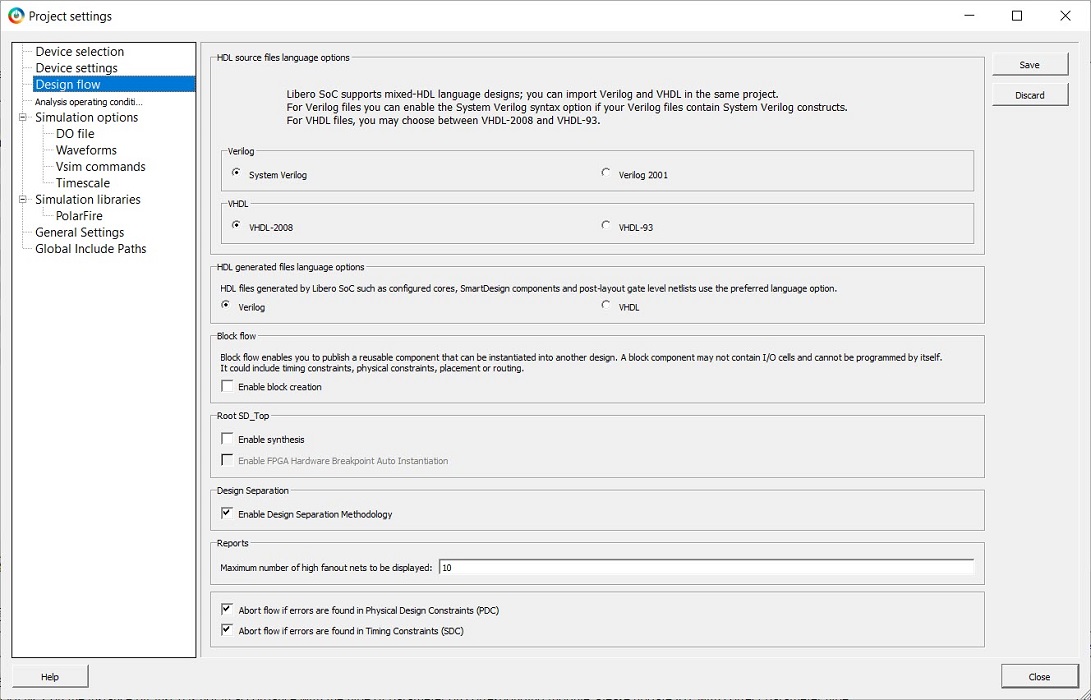 Project settings
Device selection
Device settings
Design flow
Analysis operating conditi...
Simulation options
DO file
Waveforms
Vsim commands
Timescale
Simulation libraries
PolarFire
General Settings
Global Include Paths
HDL source files language options
Libero SoC supports mixed-HDL language designs; you can import Verilog and VHDL in the same project.
For Verilog files you can enable the System Verilog syntax option if your Verilog files contain System Verilog constructs.
For VHDL files, you may choose between VHDL-2008 and VHDL-93.
Verilog
System Verilog Verilog 2001
VHDL
VHDL-2008 VHDL-93
HDL generated files language options
HDL files generated by Libero SoC such as configured cores, SmartDesign components and post-layout gate level netlists use the preferred language option.
Verilog VHDL
Block flow
Block flow enables you to publish a reusable component that can be instantiated into another design. A block component may not contain I/O cells and cannot be programmed by itself.
It could include timing constraints, physical constraints, placement or routing.
Enable block creation
Root SD_Top
Enable synthesis
Enable FPGA Hardware Breakpoint Auto Instantiation
Design Separation
Enable Design Separation Methodology
Reports
Maximum number of high fanout nets to be displayed: 10
Abort flow if errors are found in Physical Design Constraints (PDC)
Abort flow if errors are found in Timing Constraints (SDC)
Save
Discard
Help
Close